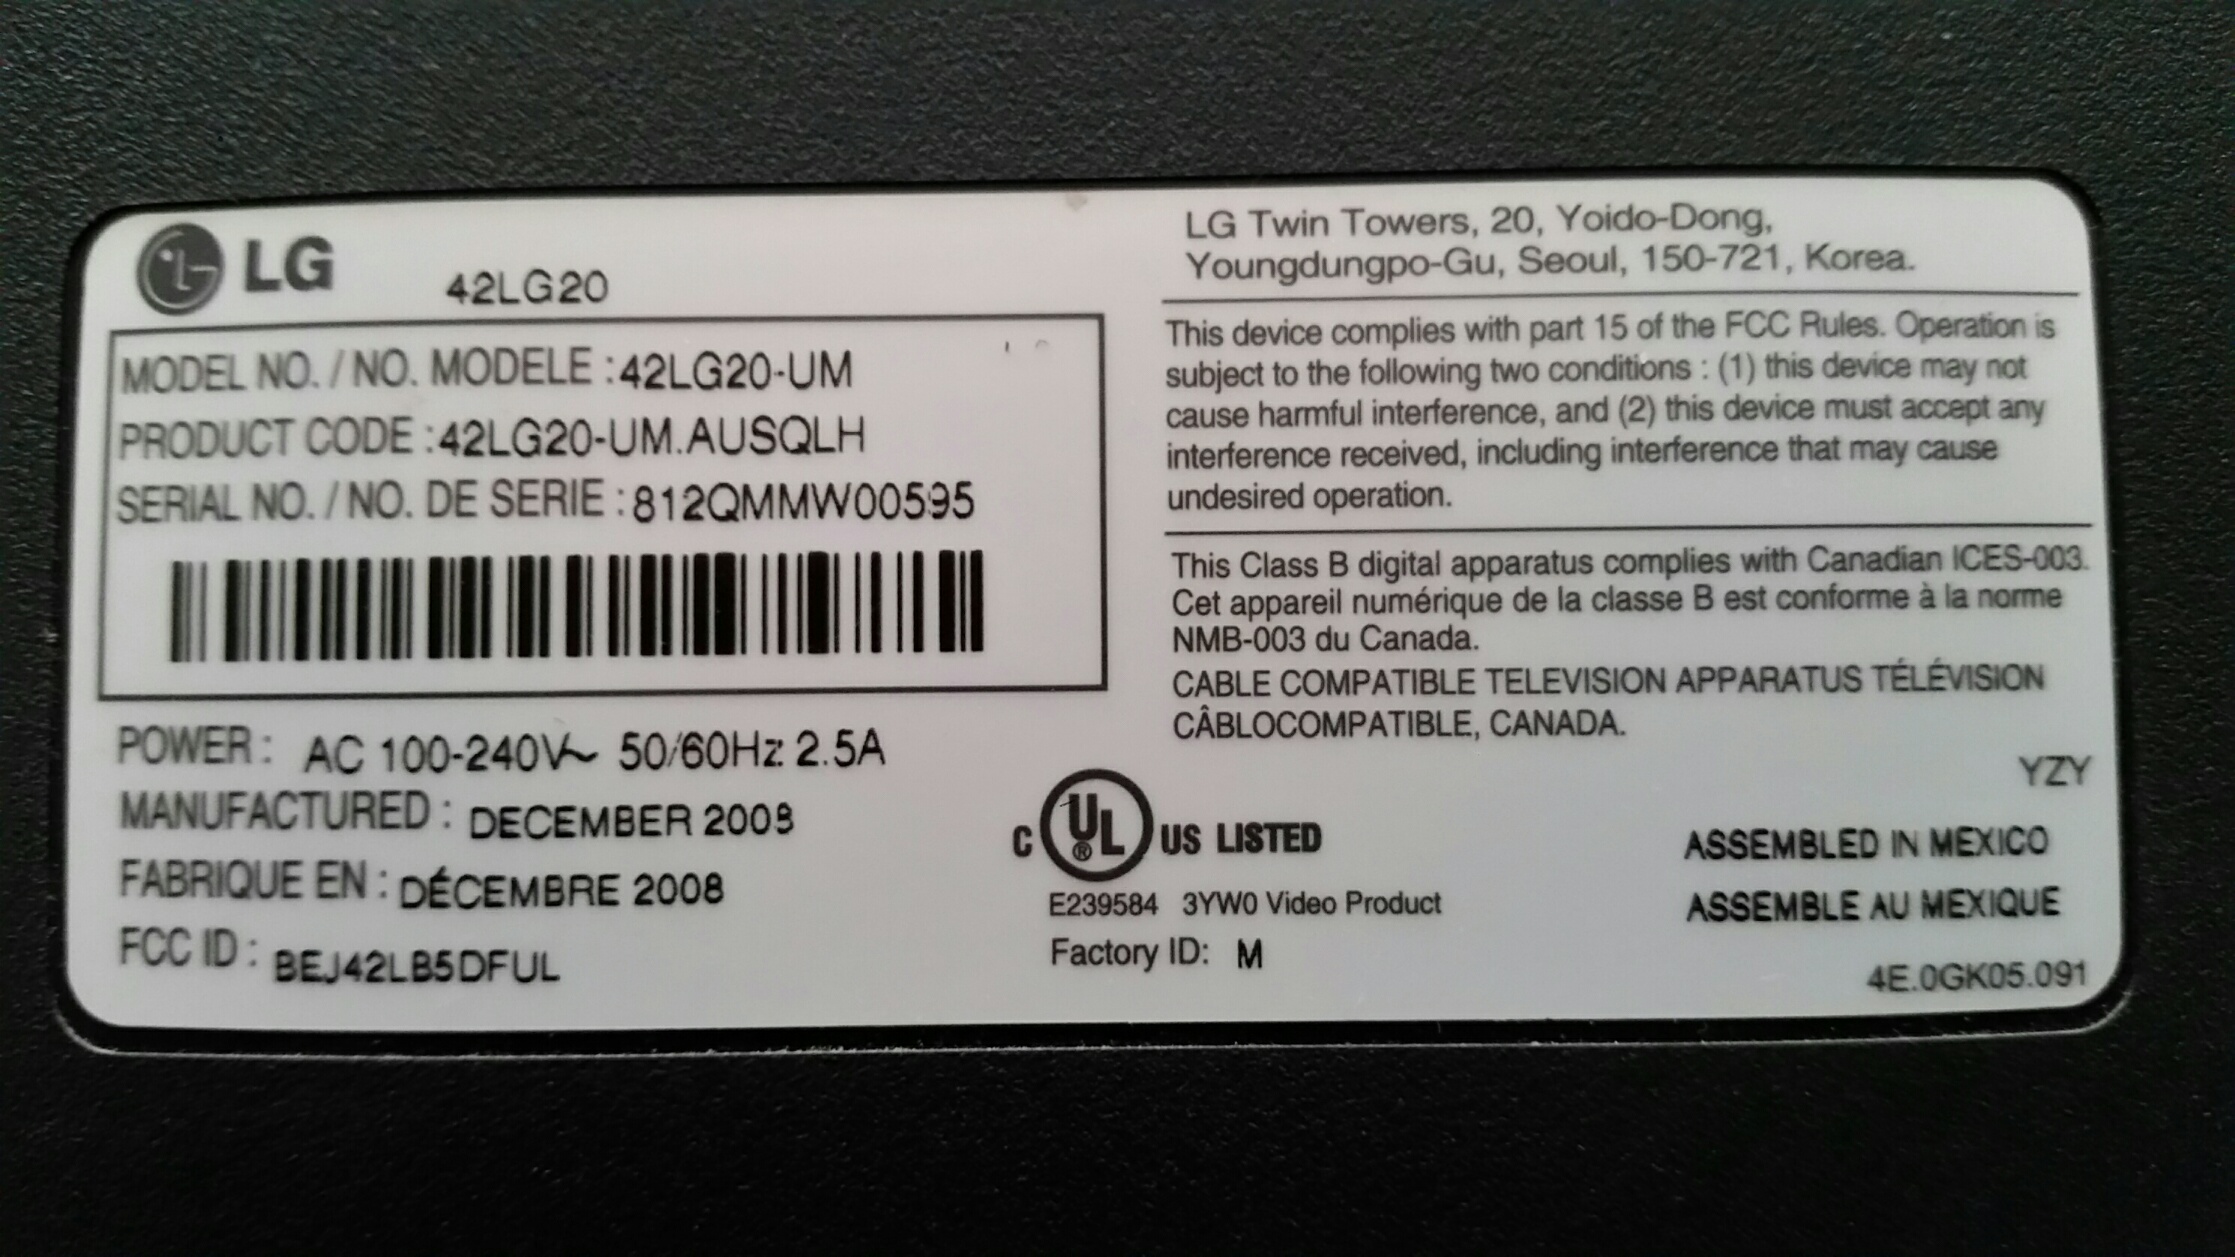 LG
42LG20
MODEL NO. / NO. MODELE : 42LG20-UM
PRODUCT CODE : 42LG20-UM.AUSQLH
SERIAL NO. / NO. DE SERIE : 812QMMW00595
POWER : AC 100-240V~ 50/60Hz 2.5A
MANUFACTURED : DECEMBER 2008
FABRIQUE EN : DÉCEMBRE 2008
FCC ID : BEJ42LB5DFUL
LG Twin Towers, 20, Yoido-Dong,
Youngdungpo-Gu, Seoul, 150-721, Korea.
This device complies with part 15 of the FCC Rules. Operation is
subject to the following two conditions : (1) this device may not
cause harmful interference, and (2) this device must accept any
interference received, including interference that may cause
undesired operation.
This Class B digital apparatus complies with Canadian ICES-003.
Cet appareil numérique de la classe B est conforme à la norme
NMB-003 du Canada.
CABLE COMPATIBLE TELEVISION APPARATUS TÉLÉVISION
CÂBLOCOMPATIBLE, CANADA.
YZY
C UL ® US LISTED
E239584 3YW0 Video Product
Factory ID: M
ASSEMBLED IN MEXICO
ASSEMBLE AU MEXIQUE
4E.0GK05.091